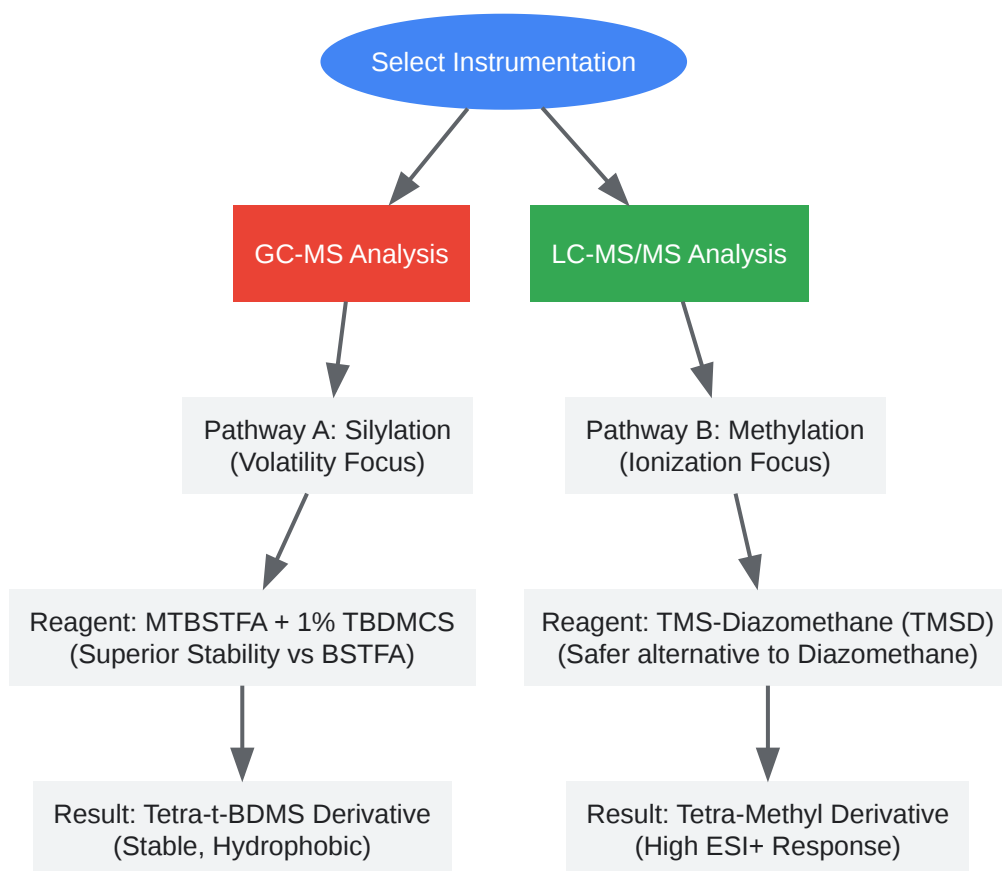 Select Instrumentation
GC-MS Analysis
LC-MS/MS Analysis
Pathway A: Silylation
(Volatility Focus)
Pathway B: Methylation
(Ionization Focus)
Reagent: MTBSTFA + 1% TBDMCS
(Superior Stability vs BSTFA)
Reagent: TMS-Diazomethane (TMSD)
(Safer alternative to Diazomethane)
Result: Tetra-t-BDMS Derivative
(Stable, Hydrophobic)
Result: Tetra-Methyl Derivative
(High ESI+ Response)